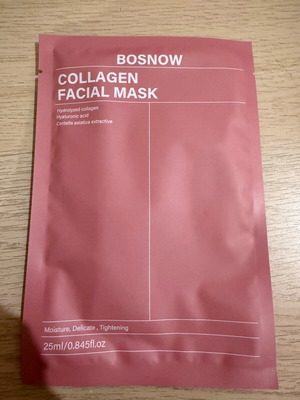 BOSNOW
COLLAGEN
FACIAL MASK
Hydrolyzed collagen
Hyaluronic acid
Centella asiatica extractive
Moisture, Delicate , Tightening
25ml/0.845fl.oz